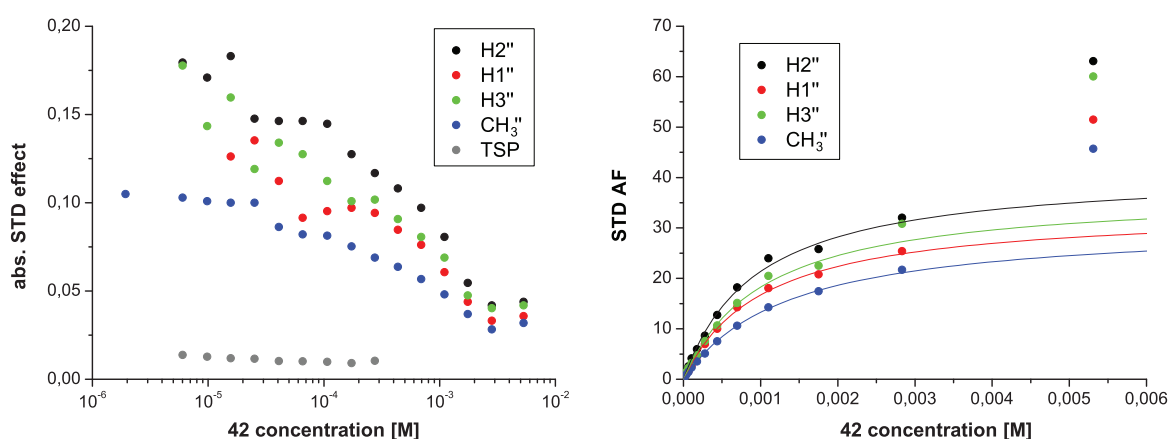 0,20
0,15
0,10
0,05
0,00
abs. STD effect
H2"
H1"
H3"
CH₃"
TSP
10⁻⁶
10⁻⁵
10⁻⁴
10⁻³
10⁻²
42 concentration [M]
70
60
50
40
30
20
10
0
STD AF
H2"
H1"
H3"
CH₃"
0,000
0,001
0,002
0,003
0,004
0,005
0,006
42 concentration [M]